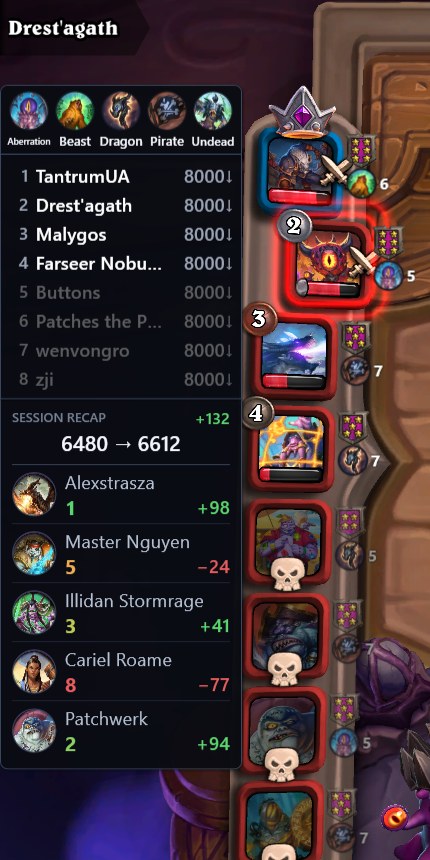 Drest'agath
Aberration Beast Dragon Pirate Undead
1 TantrumUA 8000↓
2 Drest'agath 8000↓
3 Malygos 8000↓
4 Farseer Nobu... 8000↓
5 Buttons 8000↓
6 Patches the P... 8000↓
7 wenvongro 8000↓
8 zji 8000↓
SESSION RECAP +132
6480 → 6612
Alexstrasza
1 +98
Master Nguyen
5 −24
Illidan Stormrage
3 +41
Cariel Roame
8 −77
Patchwerk
2 +94
6
2
5
3
7
4
7
5
7
5
7